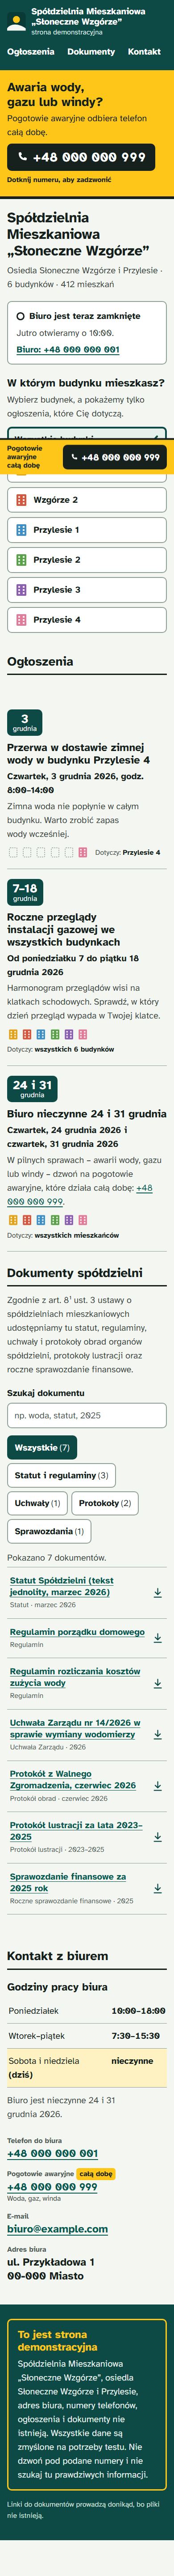 Spółdzielnia Mieszkaniowa
„Słoneczne Wzgórze”
strona demonstracyjna
Ogłoszenia Dokumenty Kontakt
Awaria wody,
gazu lub windy?
Pogotowie awaryjne odbiera telefon
całą dobę.
+48 000 000 999
Dotknij numeru, aby zadzwonić
Spółdzielnia
Mieszkaniowa
„Słoneczne Wzgórze”
Osiedla Słoneczne Wzgórze i Przylesie ·
6 budynków · 412 mieszkań
Biuro jest teraz zamknięte
Jutro otwieramy o 10:00.
Biuro: +48 000 000 001
W którym budynku mieszkasz?
Wybierz budynek, a pokażemy tylko
ogłoszenia, które Cię dotyczą.
Pogotowie
awaryjne
całą dobę
+48 000 000 999
Wzgórze 2
Przylesie 1
Przylesie 2
Przylesie 3
Przylesie 4
Ogłoszenia
3
grudnia
Przerwa w dostawie zimnej
wody w budynku Przylesie 4
Czwartek, 3 grudnia 2026, godz.
8:00–14:00
Zimna woda nie popłynie w całym
budynku. Warto zrobić zapas
wody wcześniej.
Dotyczy: Przylesie 4
7–18
grudnia
Roczne przeglądy
instalacji gazowej we
wszystkich budynkach
Od poniedziałku 7 do piątku 18
grudnia 2026
Harmonogram przeglądów wisi na
klatkach schodowych. Sprawdź, w który
dzień przegląd wypada w Twojej klatce.
Dotyczy: wszystkich 6 budynków
24 i 31
grudnia
Biuro nieczynne 24 i 31 grudnia
Czwartek, 24 grudnia 2026 i
czwartek, 31 grudnia 2026
W pilnych sprawach – awarii wody, gazu
lub windy – dzwoń na pogotowie
awaryjne, które działa całą dobę: +48
000 000 999.
Dotyczy: wszystkich mieszkańców
Dokumenty spółdzielni
Zgodnie z art. 8¹ ust. 3 ustawy o
spółdzielniach mieszkaniowych
udostępniamy tu statut, regulaminy,
uchwały i protokoły obrad organów
spółdzielni, protokoły lustracji oraz
roczne sprawozdanie finansowe.
Szukaj dokumentu
np. woda, statut, 2025
Wszystkie (7)
Statut i regulaminy (3)
Uchwały (1) Protokoły (2)
Sprawozdania (1)
Pokazano 7 dokumentów.
Statut Spółdzielni (tekst
jednolity, marzec 2026)
Statut · marzec 2026
Regulamin porządku domowego
Regulamin
Regulamin rozliczania kosztów
zużycia wody
Regulamin
Uchwała Zarządu nr 14/2026 w
sprawie wymiany wodomierzy
Uchwała Zarządu · 2026
Protokół z Walnego
Zgromadzenia, czerwiec 2026
Protokół obrad · czerwiec 2026
Protokół lustracji za lata 2023–
2025
Protokół lustracji · 2023–2025
Sprawozdanie finansowe za
2025 rok
Roczne sprawozdanie finansowe · 2025
Kontakt z biurem
Godziny pracy biura
Poniedziałek 10:00–18:00
Wtorek–piątek 7:30–15:30
Sobota i niedziela nieczynne
(dziś)
Biuro jest nieczynne 24 i 31
grudnia 2026.
Telefon do biura
+48 000 000 001
Pogotowie awaryjne całą dobę
+48 000 000 999
Woda, gaz, winda
E-mail
biuro@example.com
Adres biura
ul. Przykładowa 1
00-000 Miasto
To jest strona
demonstracyjna
Spółdzielnia Mieszkaniowa
„Słoneczne Wzgórze”, osiedla
Słoneczne Wzgórze i Przylesie,
adres biura, numery telefonów,
ogłoszenia i dokumenty nie
istnieją. Wszystkie dane są
zmyślone na potrzeby testu. Nie
dzwoń pod podane numery i nie
szukaj tu prawdziwych informacji.
Linki do dokumentów prowadzą donikąd, bo pliki
nie istnieją.